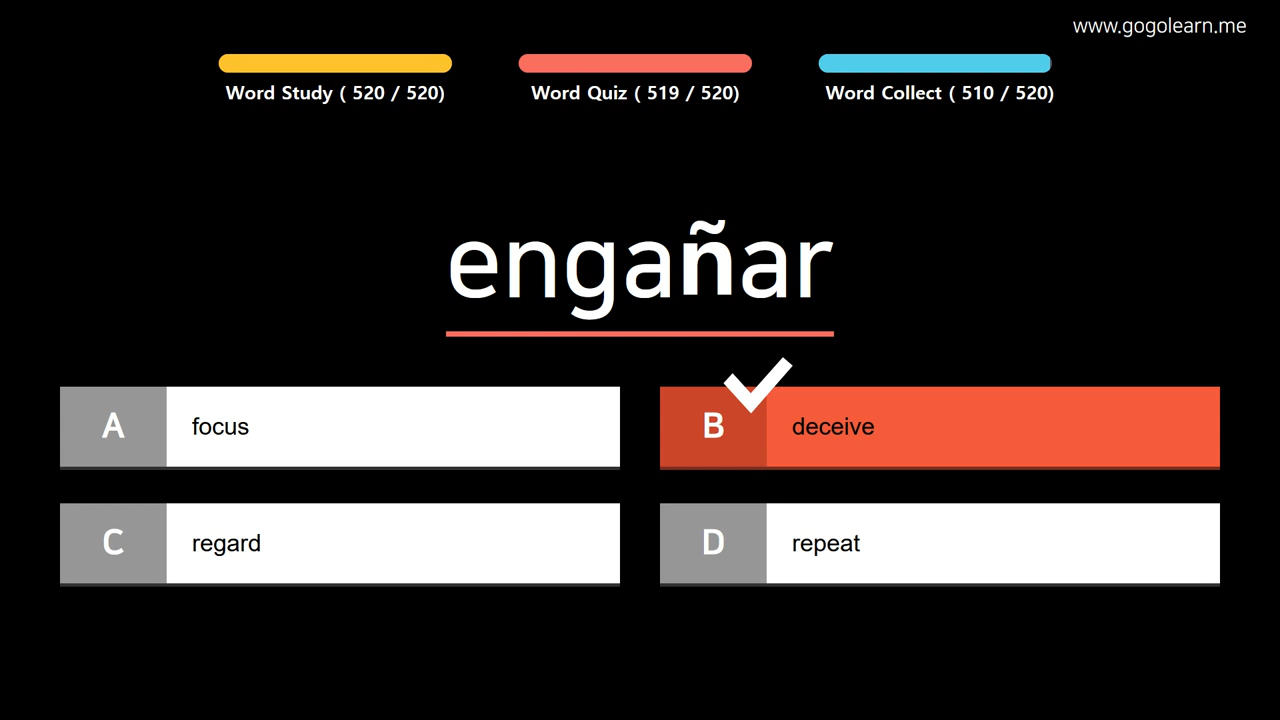 www.gogolearn.me
Word Study ( 520 / 520)
Word Quiz ( 519 / 520)
Word Collect ( 510 / 520)
engañar
A
focus
B
deceive
C
regard
D
repeat